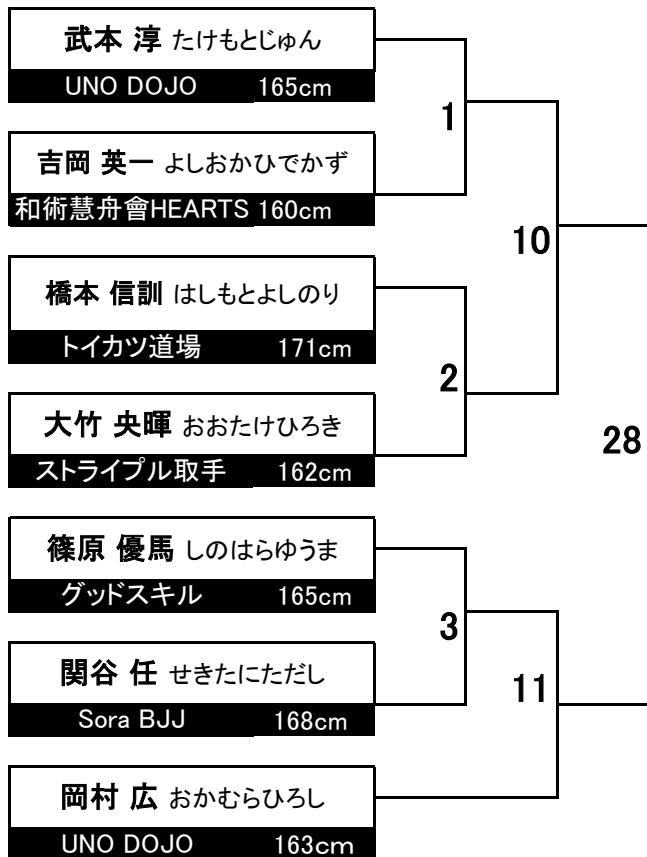 武本 淳 たけもとじゅん
UNO DOJO 165cm
1
吉岡 英一 よしおかひでかず
和術慧舟會HEARTS 160cm
10
橋本 信訓 はしもとよしのり
トイカツ道場 171cm
2
大竹 央暉 おおたけひろき
ストライプル取手 162cm
28
篠原 優馬 しのはらゆうま
グッドスキル 165cm
3
関谷 任 せきたにただし
Sora BJJ 168cm
11
岡村 広 おかむらひろし
UNO DOJO 163cm